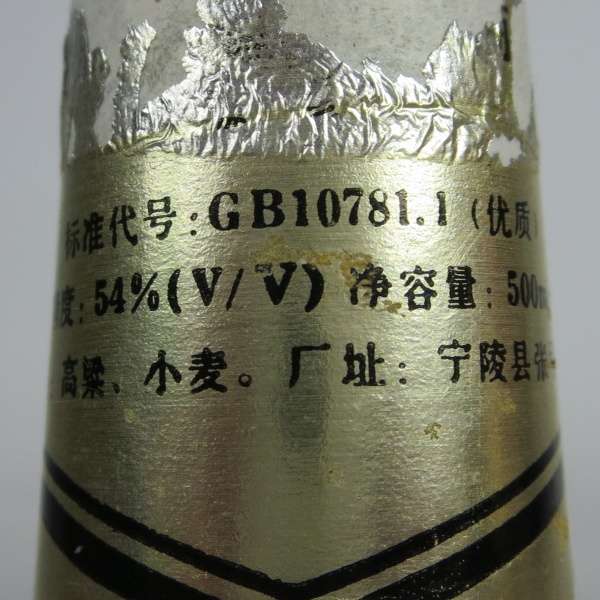 标准代号:GB10781.1(优质
度:54%(V/V) 净容量:500m
高粱、小麦。厂址:宁陵县张